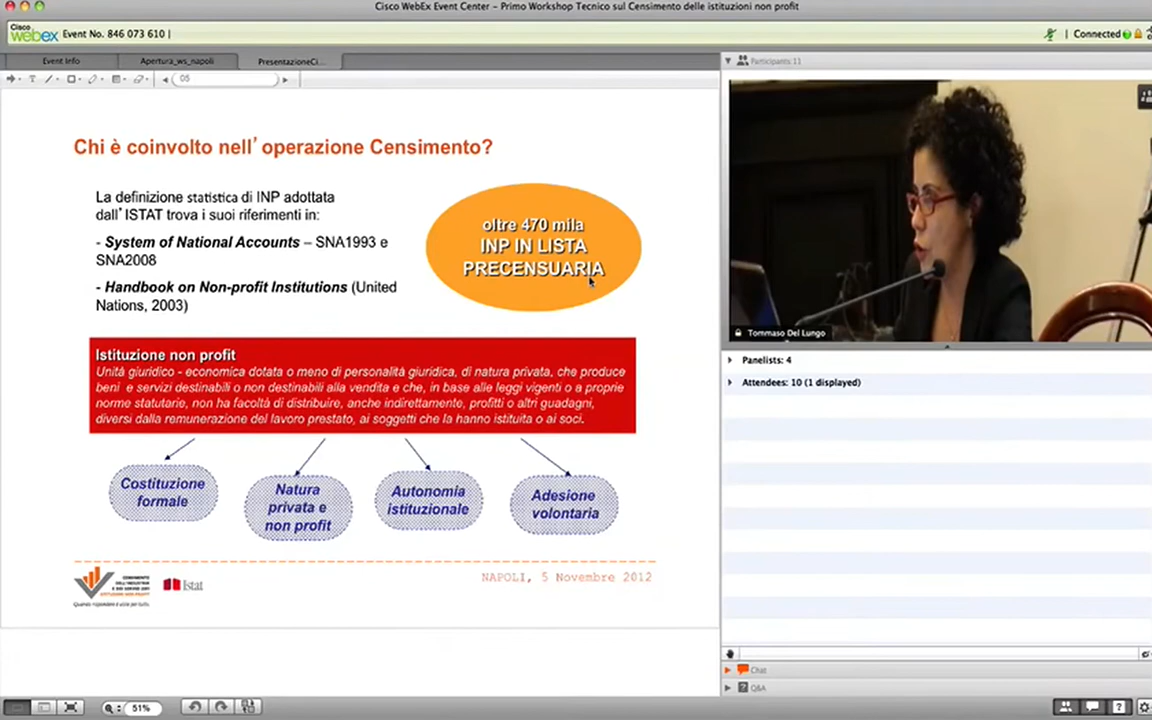 Cisco WebEx Event Center - Primo Workshop Tecnico sul Censimento delle istituzioni non profit
Cisco
webex Event No. 846 073 610 |
| Connected
Event Info
Apertura_ws_napoli
PresentazioneCi...
Participants: 11
05
Chi è coinvolto nell'operazione Censimento?
La definizione statistica di INP adottata
dall'ISTAT trova i suoi riferimenti in:
- System of National Accounts – SNA1993 e
SNA2008
- Handbook on Non-profit Institutions (United
Nations, 2003)
oltre 470 mila
INP IN LISTA
PRECENSUARIA
Istituzione non profit
Unità giuridico - economica dotata o meno di personalità giuridica, di natura privata, che produce
beni e servizi destinabili o non destinabili alla vendita e che, in base alle leggi vigenti o a proprie
norme statutarie, non ha facoltà di distribuire, anche indirettamente, profitti o altri guadagni,
diversi dalla remunerazione del lavoro prestato, ai soggetti che la hanno istituita o ai soci.
Costituzione
formale
Natura
privata e
non profit
Autonomia
istituzionale
Adesione
volontaria
Istat
NAPOLI, 5 Novembre 2012
Tommaso Del Lungo
Panelists: 4
Attendees: 10 (1 displayed)
Chat
Q&A
51%